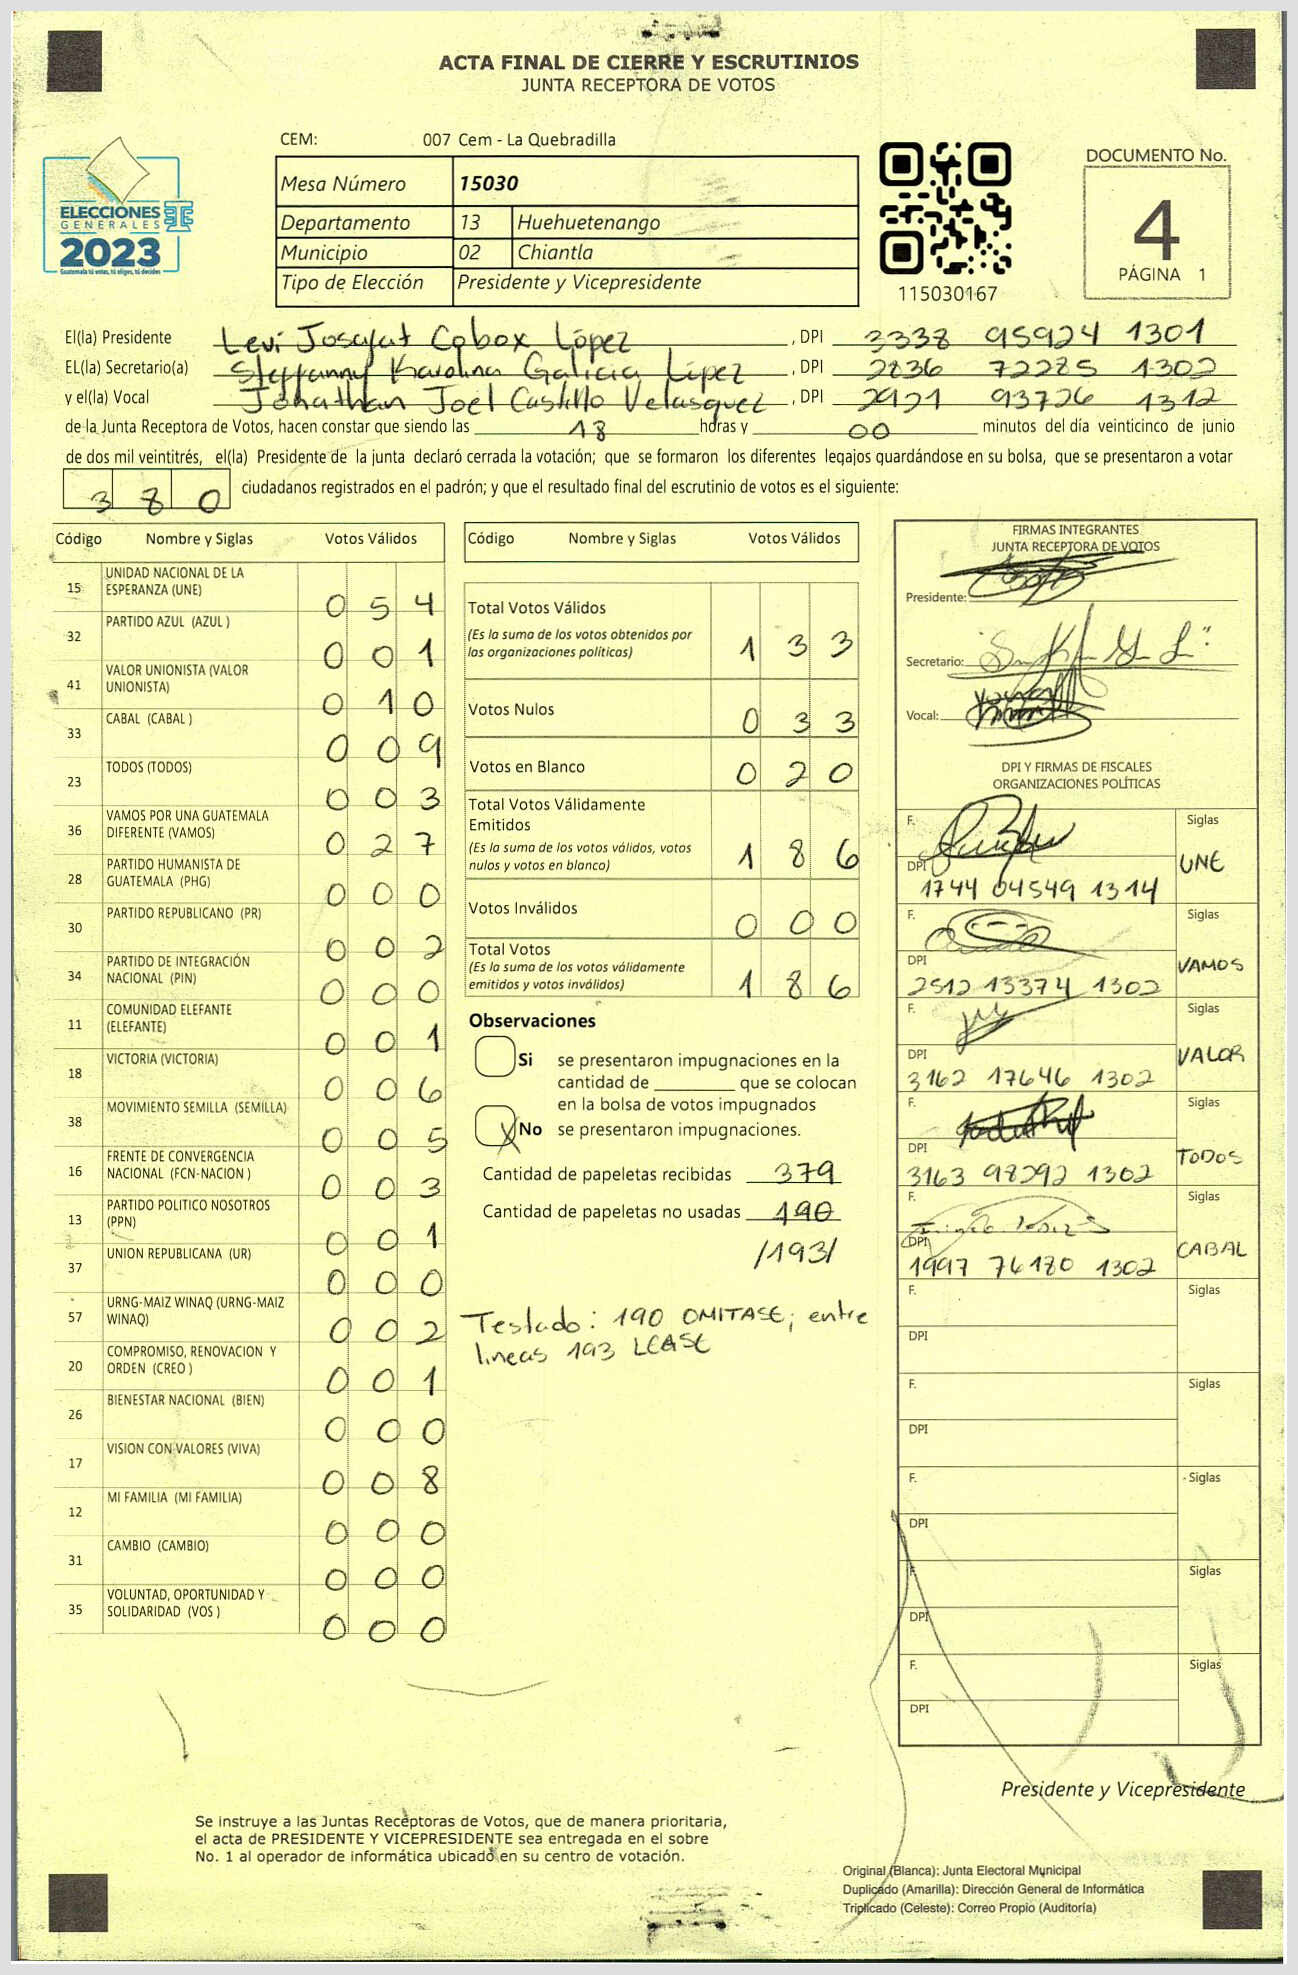 ACTA FINAL DE CIERRE Y ESCRUTINIOS
JUNTA RECEPTORA DE VOTOS
CEM: 007 Cem - La Quebradilla
Mesa Número 15030
Departamento 13 Huehuetenango
Municipio 02 Chiantla
Tipo de Elección Presidente y Vicepresidente
ELECCIONES
GENERALES
2023
Guatemala tú votas, tú eliges, tú decides
115030167
DOCUMENTO No.
4
PÁGINA 1
El(la) Presidente Levi Josafat Cobox López, DPI 3338 95924 1301
EL(la) Secretario(a) Steffanny Karolina Galicia López, DPI 2836 72285 1302
y el(la) Vocal Jonathan Joel Castillo Velasquez, DPI 2921 93726 1312
de la Junta Receptora de Votos, hacen constar que siendo las 18 horas y 00 minutos del día veinticinco de junio
de dos mil veintitrés, el(la) Presidente de la junta declaró cerrada la votación; que se formaron los diferentes legajos guardándose en su bolsa, que se presentaron a votar
380 ciudadanos registrados en el padrón; y que el resultado final del escrutinio de votos es el siguiente:
Código Nombre y Siglas Votos Válidos
15 UNIDAD NACIONAL DE LA
ESPERANZA (UNE) 0 5 4
32 PARTIDO AZUL (AZUL ) 0 0 1
41 VALOR UNIONISTA (VALOR
UNIONISTA) 0 1 0
33 CABAL (CABAL ) 0 0 9
23 TODOS (TODOS) 0 0 3
36 VAMOS POR UNA GUATEMALA
DIFERENTE (VAMOS) 0 2 7
28 PARTIDO HUMANISTA DE
GUATEMALA (PHG) 0 0 0
30 PARTIDO REPUBLICANO (PR) 0 0 2
34 PARTIDO DE INTEGRACIÓN
NACIONAL (PIN) 0 0 0
11 COMUNIDAD ELEFANTE
(ELEFANTE) 0 0 1
18 VICTORIA (VICTORIA) 0 0 6
38 MOVIMIENTO SEMILLA (SEMILLA) 0 0 5
16 FRENTE DE CONVERGENCIA
NACIONAL (FCN-NACION ) 0 0 3
13 PARTIDO POLITICO NOSOTROS
(PPN) 0 0 1
37 UNION REPUBLICANA (UR) 0 0 0
57 URNG-MAIZ WINAQ (URNG-MAIZ
WINAQ) 0 0 2
20 COMPROMISO, RENOVACION Y
ORDEN (CREO ) 0 0 1
26 BIENESTAR NACIONAL (BIEN) 0 0 0
17 VISION CON VALORES (VIVA) 0 0 8
12 MI FAMILIA (MI FAMILIA) 0 0 0
31 CAMBIO (CAMBIO) 0 0 0
35 VOLUNTAD, OPORTUNIDAD Y
SOLIDARIDAD (VOS ) 0 0 0
Código Nombre y Siglas Votos Válidos
Total Votos Válidos
(Es la suma de los votos obtenidos por
las organizaciones políticas) 1 3 3
Votos Nulos 0 3 3
Votos en Blanco 0 2 0
Total Votos Válidamente
Emitidos
(Es la suma de los votos válidos, votos
nulos y votos en blanco) 1 8 6
Votos Inválidos 0 0 0
Total Votos
(Es la suma de los votos válidamente
emitidos y votos inválidos) 1 8 6
Observaciones
Si se presentaron impugnaciones en la
cantidad de ________ que se colocan
en la bolsa de votos impugnados
X No se presentaron impugnaciones.
Cantidad de papeletas recibidas 379
Cantidad de papeletas no usadas 190
/193/
Testado: 190 OMITASE; entre
lineas 193 LEASE
FIRMAS INTEGRANTES
JUNTA RECEPTORA DE VOTOS
Presidente:
Secretario:
Vocal:
DPI Y FIRMAS DE FISCALES
ORGANIZACIONES POLÍTICAS
F. Siglas
DPI UNE
1744 04549 1314
F. Siglas
DPI VAMOS
2512 13374 1302
F. Siglas
DPI VALOR
3162 17646 1302
F. Siglas
DPI TODOS
3163 98292 1302
F. Siglas
DPI CABAL
1997 76180 1302
F. Siglas
DPI
F. Siglas
DPI
F. Siglas
DPI
F. Siglas
DPI
F. Siglas
DPI
Presidente y Vicepresidente
Se instruye a las Juntas Receptoras de Votos, que de manera prioritaria,
el acta de PRESIDENTE Y VICEPRESIDENTE sea entregada en el sobre
No. 1 al operador de informática ubicado en su centro de votación.
Original (Blanca): Junta Electoral Municipal
Duplicado (Amarilla): Dirección General de Informática
Triplicado (Celeste): Correo Propio (Auditoría)